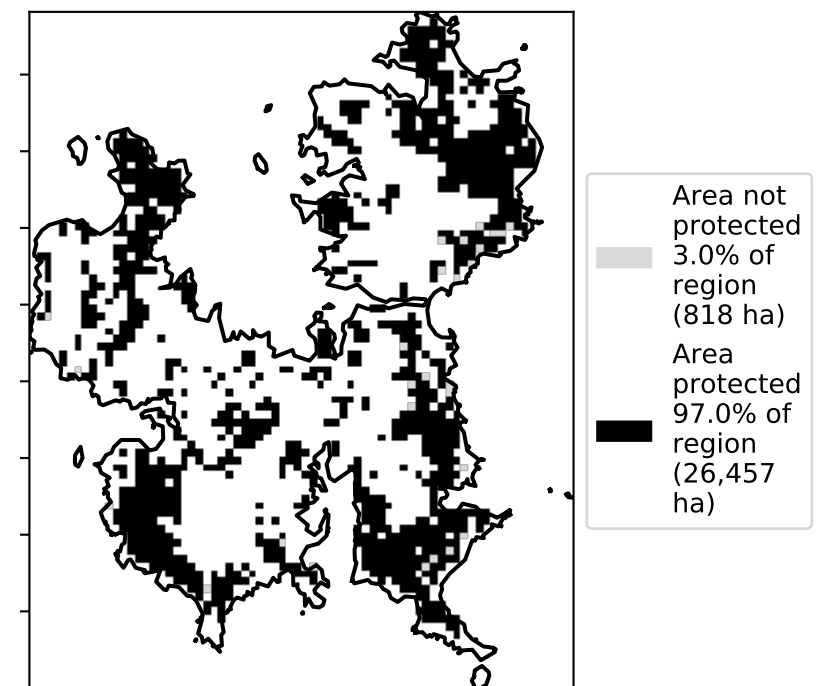 Area not
protected
3.0% of
region
(818 ha)
Area
protected
97.0% of
region
(26,457
ha)